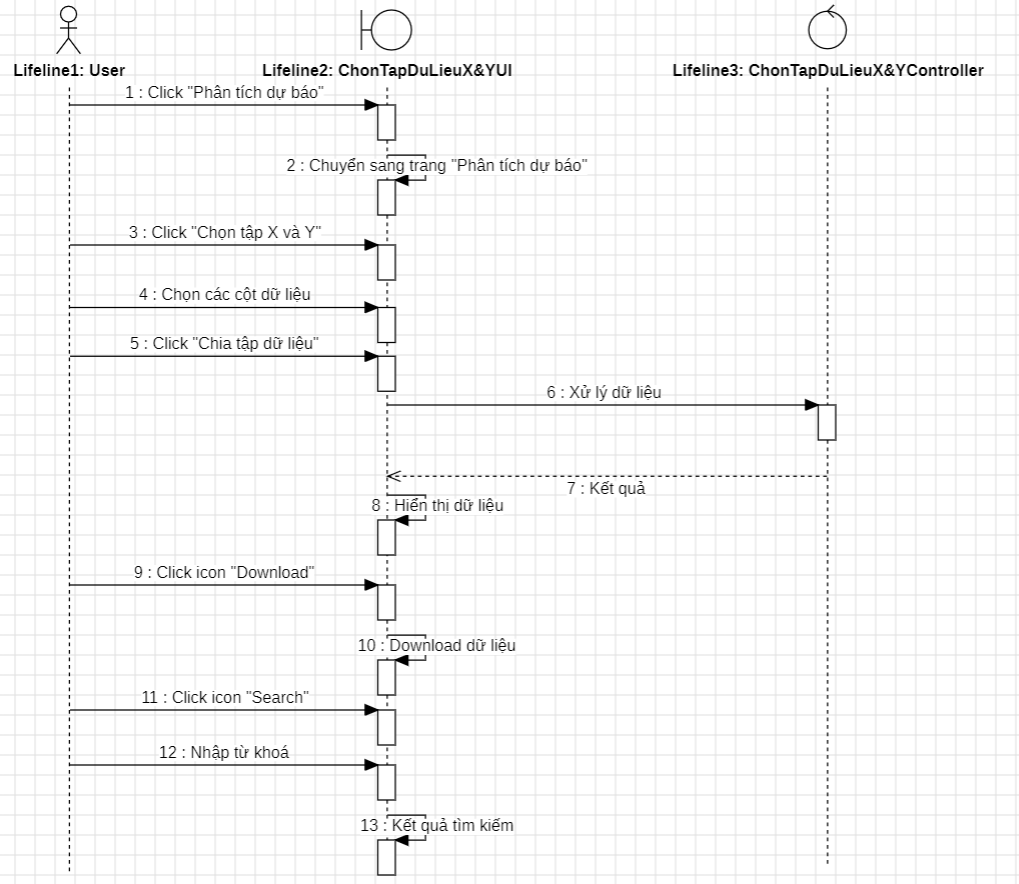 Lifeline1: User
Lifeline2: ChonTapDuLieuX&YUI
Lifeline3: ChonTapDuLieuX&YController
1 : Click "Phân tích dự báo"
2 : Chuyển sang trang "Phân tích dự báo"
3 : Click "Chọn tập X và Y"
4 : Chọn các cột dữ liệu
5 : Click "Chia tập dữ liệu"
6 : Xử lý dữ liệu
7 : Kết quả
8 : Hiển thị dữ liệu
9 : Click icon "Download"
10 : Download dữ liệu
11 : Click icon "Search"
12 : Nhập từ khoá
13 : Kết quả tìm kiếm